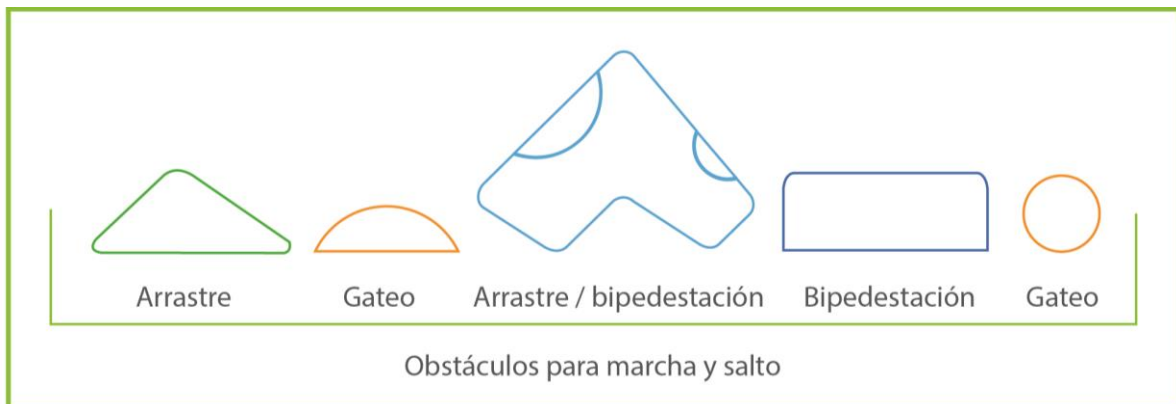 Arrastre
Gateo
Arrastre / bipedestación
Bipedestación
Gateo
Obstáculos para marcha y salto